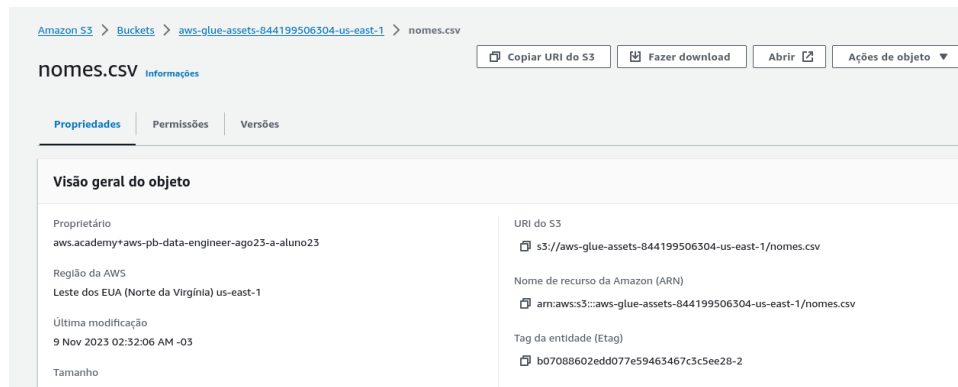 Amazon S3 > Buckets > aws-glue-assets-844199506304-us-east-1 > nomes.csv
nomes.csv Informações
Copiar URI do S3 Fazer download Abrir Ações de objeto
Propriedades Permissões Versões
Visão geral do objeto
Proprietário
aws.academy+aws-pb-data-engineer-ago23-a-aluno23
Região da AWS
Leste dos EUA (Norte da Virgínia) us-east-1
Última modificação
9 Nov 2023 02:32:06 AM -03
Tamanho
URI do S3
s3://aws-glue-assets-844199506304-us-east-1/nomes.csv
Nome de recurso da Amazon (ARN)
arn:aws:s3:::aws-glue-assets-844199506304-us-east-1/nomes.csv
Tag da entidade (Etag)
b07088602edd077e59463467c3c5ee28-2